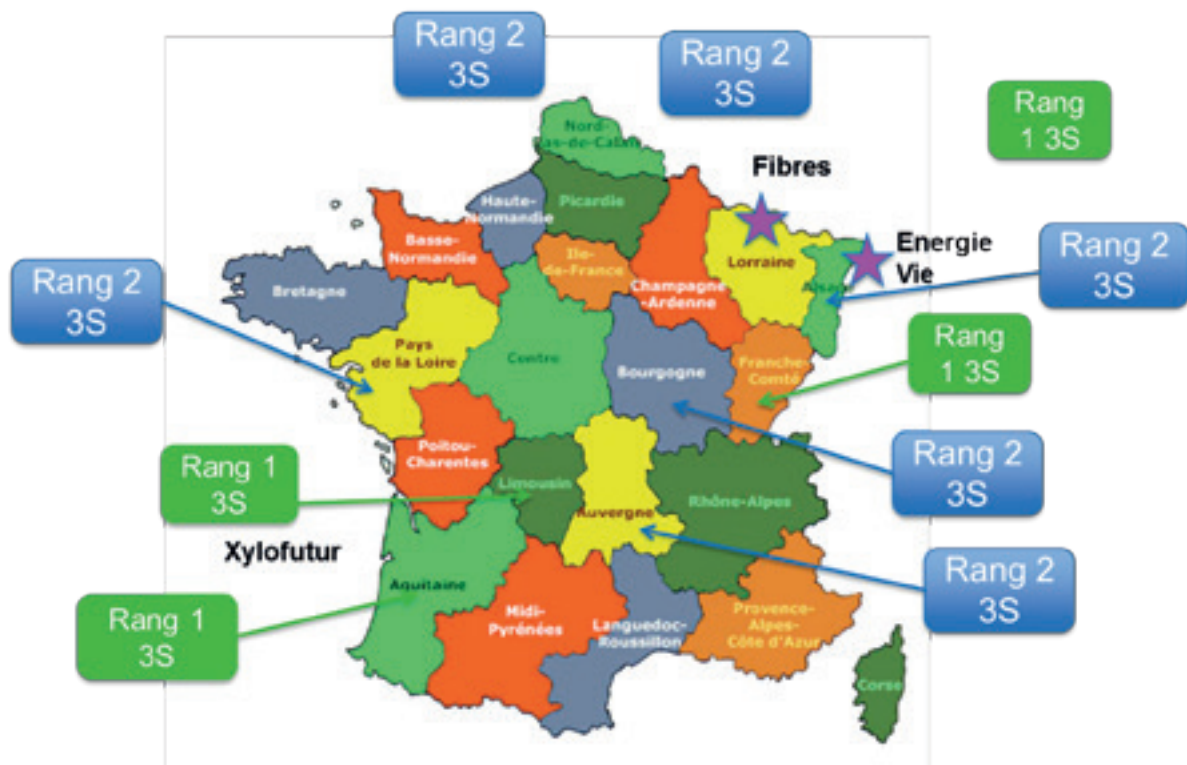 Rang 2
3S
Rang 2
3S
Rang
1 3S
Nord-
Pas-de-Calais
Fibres
Haute-
Normandie
Picardie
Basse-
Normandie
Ile-
de-France
Lorraine
Energie
Vie
Alsace
Rang 2
3S
Rang 2
3S
Bretagne
Champagne
-Ardenne
Pays
de la Loire
Centre
Bourgogne
Franche-
Comté
Rang
1 3S
Poitou-
Charentes
Rang 1
3S
Limousin
Auvergne
Rhône-Alpes
Rang 2
3S
Xylofutur
Aquitaine
Rang 2
3S
Rang 1
3S
Midi-
Pyrénées
Languedoc-
Roussillon
Provence-
Alpes-
Côte d'Azur
Corse